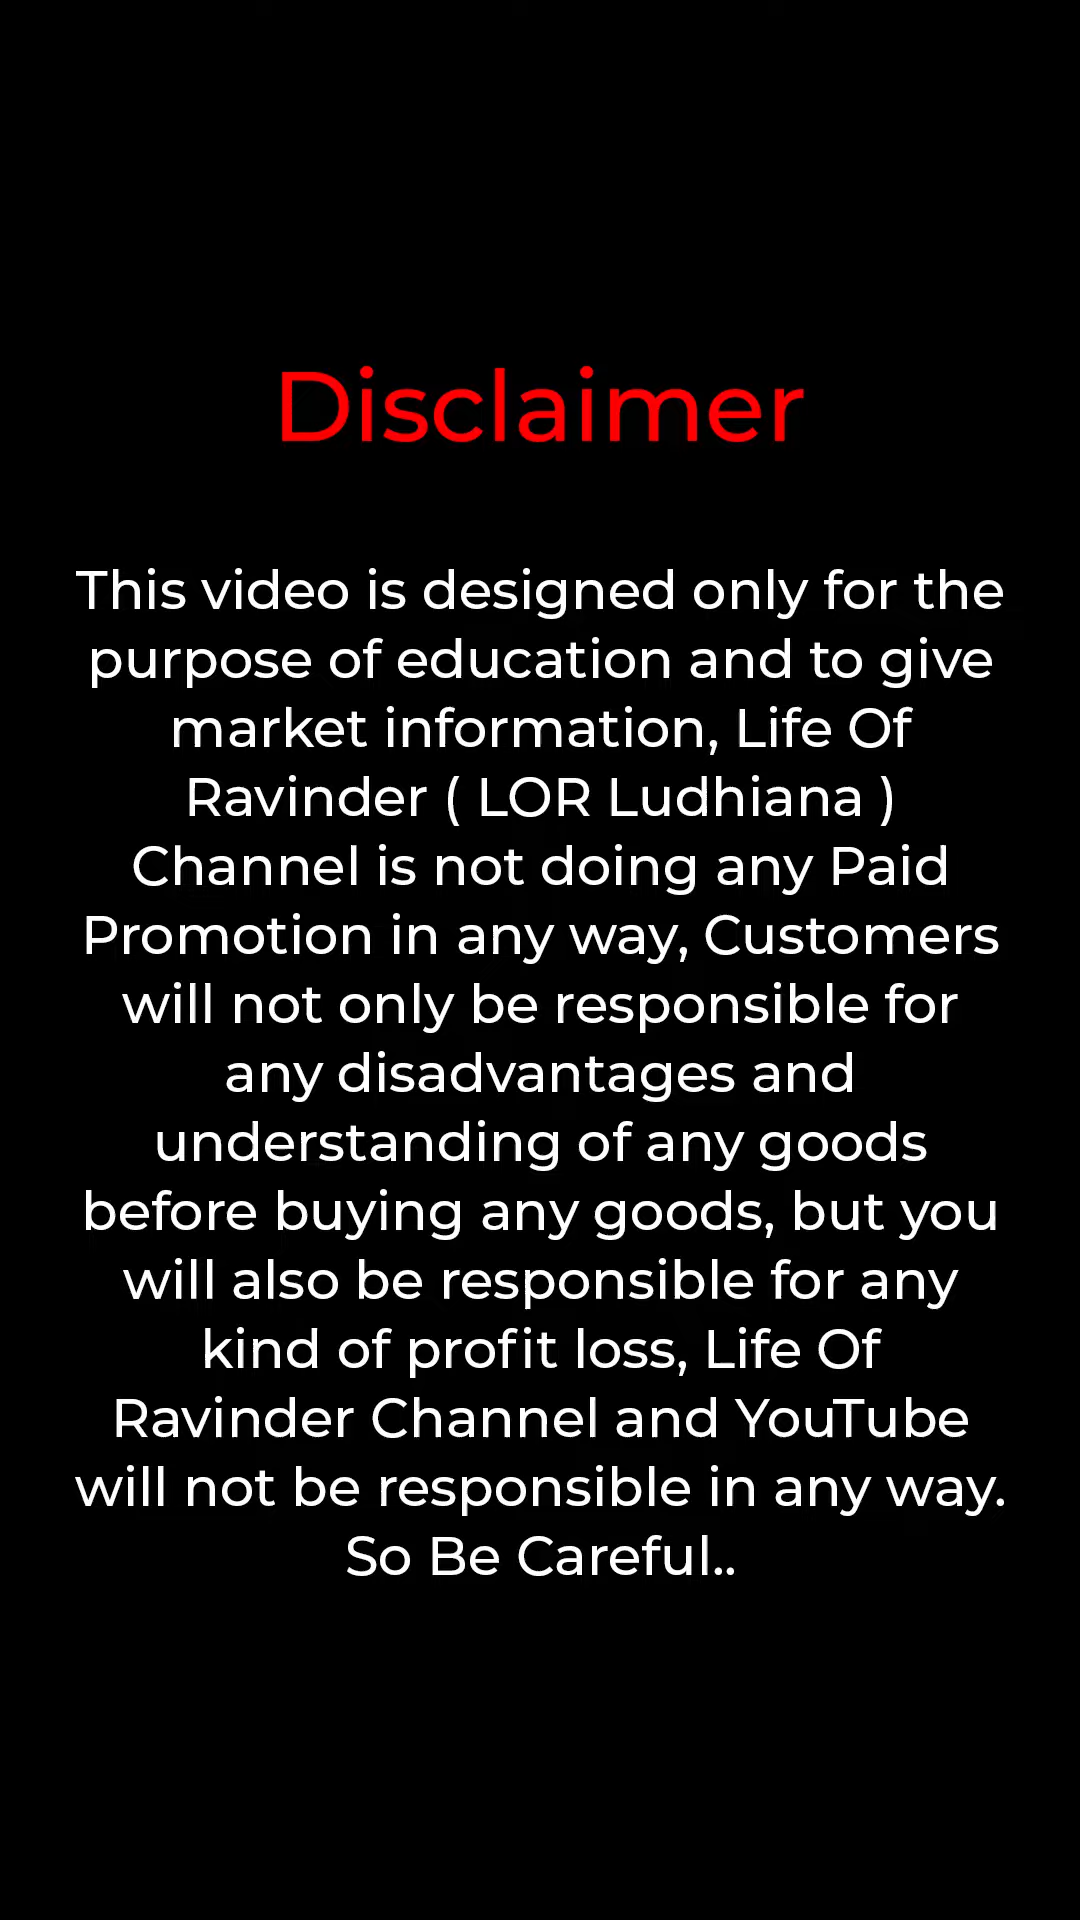 Disclaimer
This video is designed only for the
purpose of education and to give
market information, Life Of
Ravinder ( LOR Ludhiana )
Channel is not doing any Paid
Promotion in any way, Customers
will not only be responsible for
any disadvantages and
understanding of any goods
before buying any goods, but you
will also be responsible for any
kind of profit loss, Life Of
Ravinder Channel and YouTube
will not be responsible in any way.
So Be Careful..